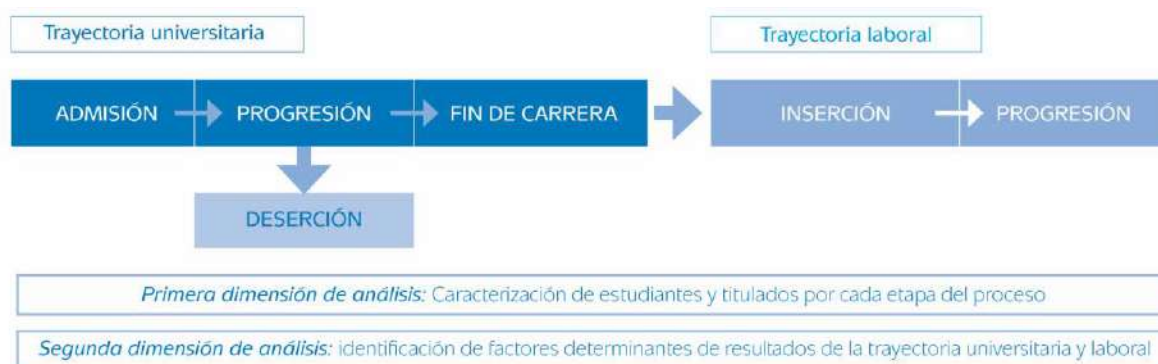 Trayectoria universitaria
Trayectoria laboral
ADMISIÓN
PROGRESIÓN
FIN DE CARRERA
INSERCIÓN
PROGRESIÓN
DESERCIÓN
Primera dimensión de análisis: Caracterización de estudiantes y titulados por cada etapa del proceso
Segunda dimensión de análisis: identificación de factores determinantes de resultados de la trayectoria universitaria y laboral